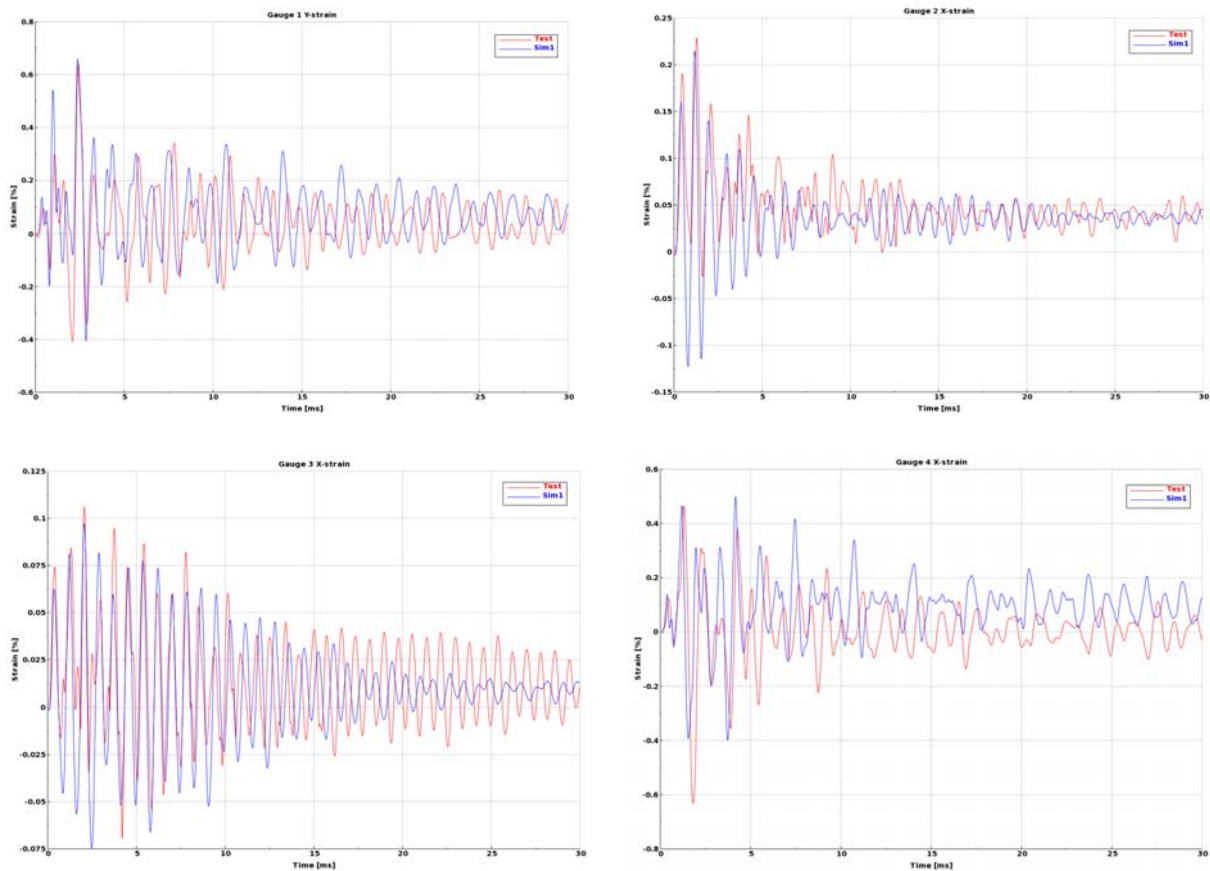 Gauge 1 Y-strain
Test
Sim1
0.8
0.6
0.4
0.2
0
-0.2
-0.4
-0.6
Strain [%]
0 5 10 15 20 25 30
Time [ms]
Gauge 2 X-strain
Test
Sim1
0.25
0.2
0.15
0.1
0.05
0
-0.05
-0.1
-0.15
Strain [%]
0 5 10 15 20 25 30
Time [ms]
Gauge 3 X-strain
Test
Sim1
0.125
0.1
0.075
0.05
0.025
0
-0.025
-0.05
-0.075
Strain [%]
0 5 10 15 20 25 30
Time [ms]
Gauge 4 X-strain
Test
Sim1
0.6
0.4
0.2
0
-0.2
-0.4
-0.6
-0.8
Strain [%]
0 5 10 15 20 25 30
Time [ms]